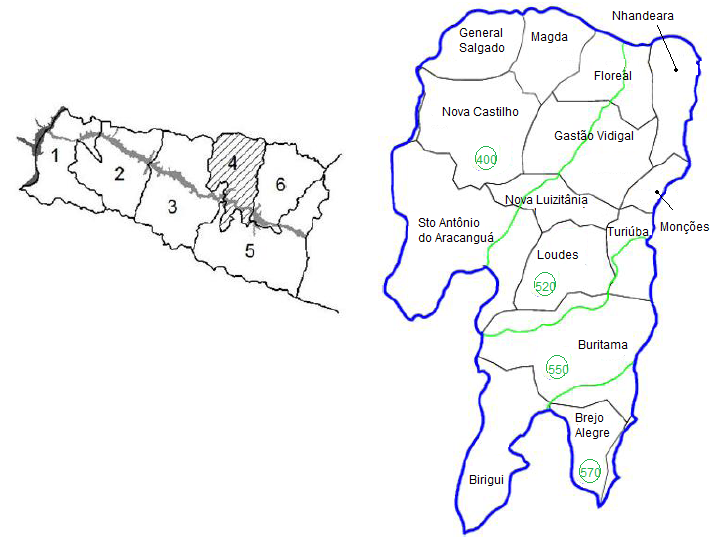 1
2
3
4
5
6
Nhandeara
General
Salgado
Magda
Floreal
Nova Castilho
Gastão Vidigal
400
Nova Luizitânia
Sto Antônio
do Aracanguá
Turiúba
Monções
Loudes
520
Buritama
550
Brejo
Alegre
570
Birigui